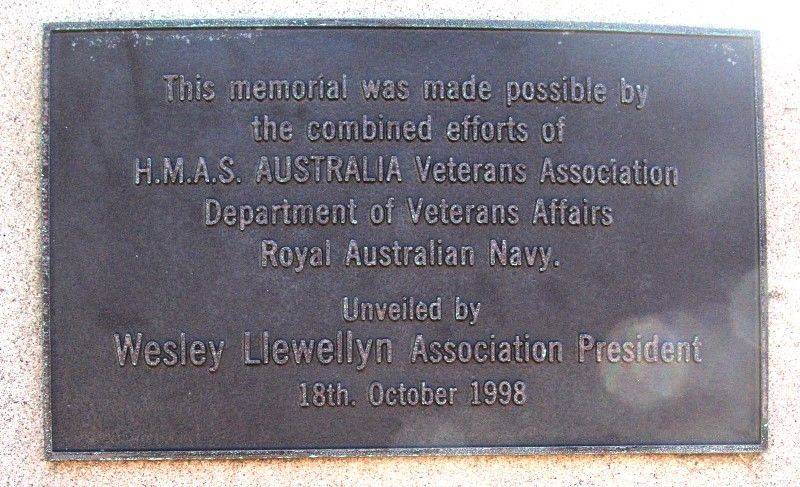 This memorial was made possible by
the combined efforts of
H.M.A.S. AUSTRALIA Veterans Association
Department of Veterans Affairs
Royal Australian Navy.
Unveiled by
Wesley Llewellyn Association President
18th. October 1998